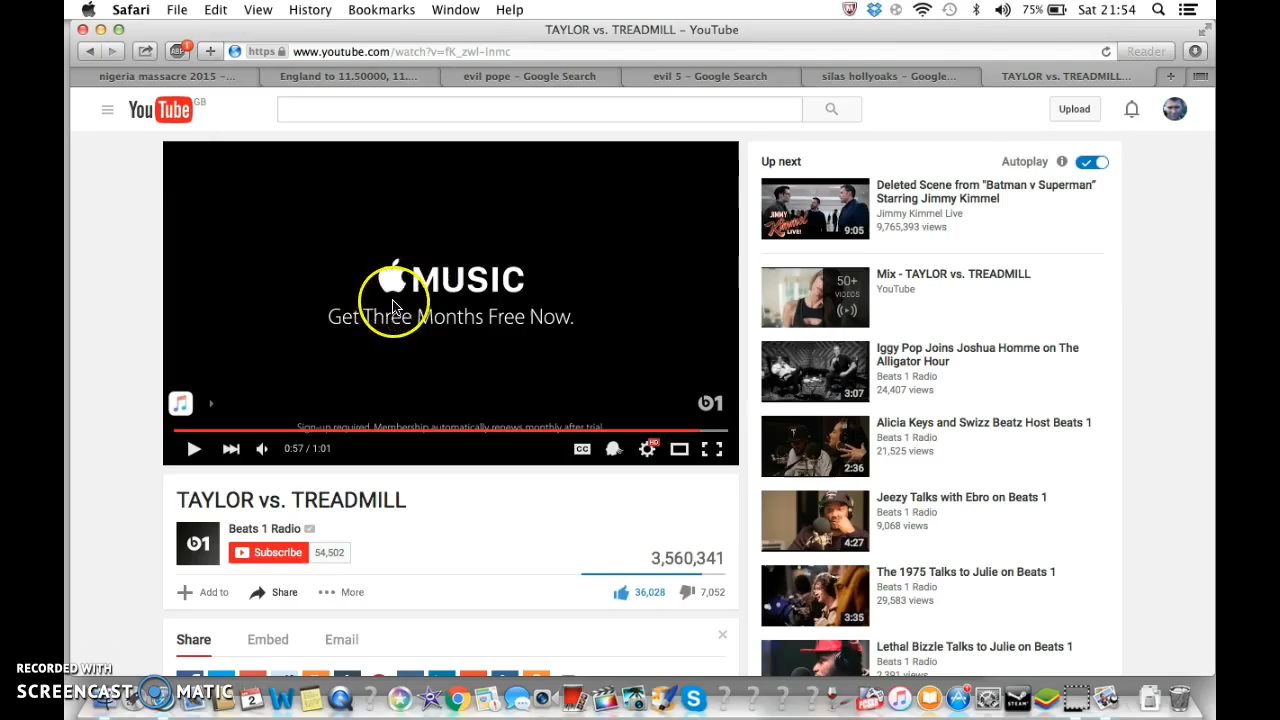 Safari File Edit View History Bookmarks Window Help 75% Sat 21:54
TAYLOR vs. TREADMILL – YouTube
ABP 1 https www.youtube.com/watch?v=fK_zwl-lnmc Reader
nigeria massacre 2015 –... England to 11.50000, 11.... evil pope – Google Search evil 5 – Google Search silas hollyoaks – Google... TAYLOR vs. TREADMILL...
YouTube GB Upload
MUSIC
Get Three Months Free Now.
Sign-up required. Membership automatically renews monthly after trial.
0:57 / 1:01 CC HD
TAYLOR vs. TREADMILL
Beats 1 Radio
Subscribe 54,502
3,560,341
Add to Share More 36,028 7,052
Share Embed Email
Up next Autoplay
JIMMY KIMMEL LIVE! 9:05
Deleted Scene from "Batman v Superman" 
Starring Jimmy Kimmel
Jimmy Kimmel Live
9,765,393 views
50+ VIDEOS
Mix - TAYLOR vs. TREADMILL
YouTube
3:07
Iggy Pop Joins Joshua Homme on The
Alligator Hour
Beats 1 Radio
24,407 views
2:36
Alicia Keys and Swizz Beatz Host Beats 1
Beats 1 Radio
21,525 views
4:27
Jeezy Talks with Ebro on Beats 1
Beats 1 Radio
9,068 views
3:35
The 1975 Talks to Julie on Beats 1
Beats 1 Radio
29,583 views
Lethal Bizzle Talks to Julie on Beats 1
Beats 1 Radio
2,391 views
RECORDED WITH
SCREENCAST MATIC